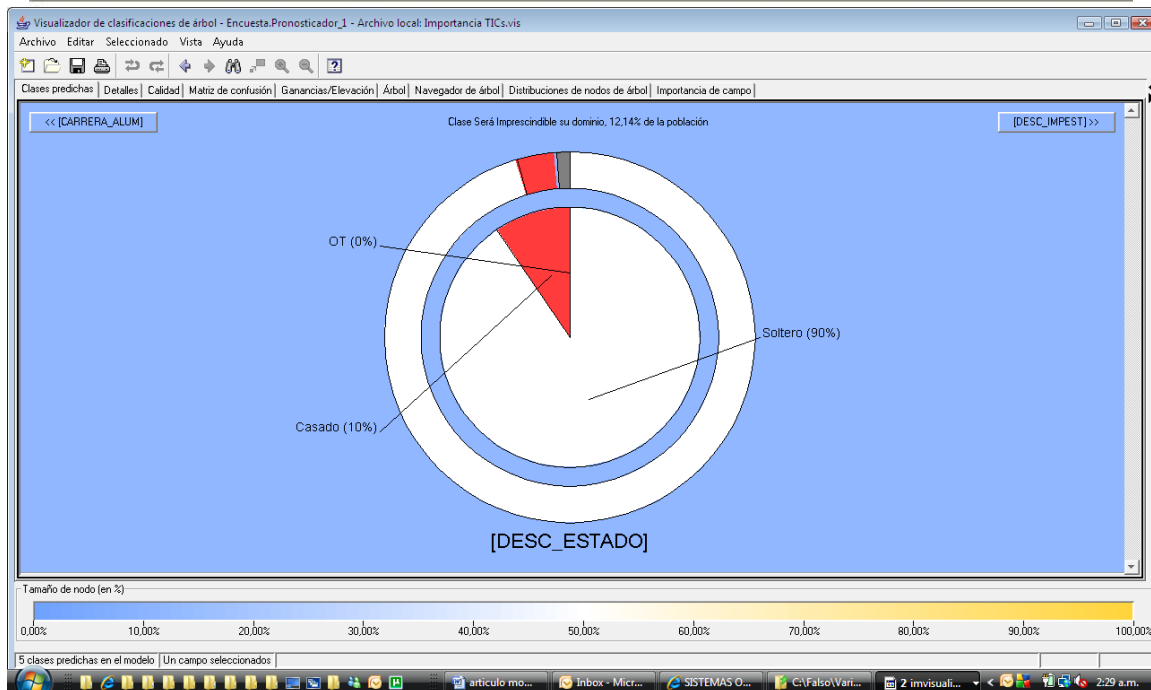 Visualizador de clasificaciones de árbol - Encuesta.Pronosticador_1 - Archivo local: Importancia TICs.vis
Archivo Editar Seleccionado Vista Ayuda
Clases predichas Detalles Calidad Matriz de confusión Ganancias/Elevación Árbol Navegador de árbol Distribuciones de nodos de árbol Importancia de campo
<< [CARRERA_ALUM] Clase Será Imprescindible su dominio, 12,14% de la población [DESC_IMPEST] >>
OT (0%)
Soltero (90%)
Casado (10%)
[DESC_ESTADO]
Tamaño de nodo (en %)
0,00% 10,00% 20,00% 30,00% 40,00% 50,00% 60,00% 70,00% 80,00% 90,00% 100,00%
5 clases predichas en el modelo Un campo seleccionados
articulo mo... Inbox - Micr... SISTEMAS O... C:\Falso\Vari... 2 imvisuali... 2:29 a.m.